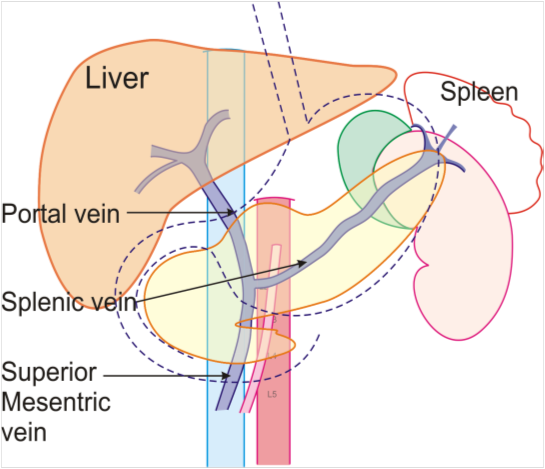 Liver
Spleen
Portal vein
Splenic vein
Superior
Mesentric
vein
L5